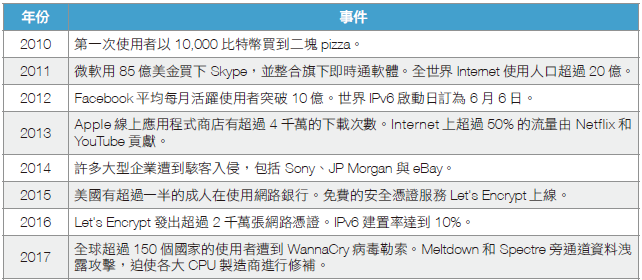 年份 事件
2010 第一次使用者以 10,000 比特幣買到二塊 pizza。
2011 微軟用 85 億美金買下 Skype，並整合旗下即時通軟體。全世界 Internet 使用人口超過 20 億。
2012 Facebook 平均每月活躍使用者突破 10 億。世界 IPv6 啟動日訂為 6 月 6 日。
2013 Apple 線上應用程式商店有超過 4 千萬的下載次數。Internet 上超過 50% 的流量由 Netflix 和
YouTube 貢獻。
2014 許多大型企業遭到駭客入侵，包括 Sony、JP Morgan 與 eBay。
2015 美國有超過一半的成人在使用網路銀行。免費的安全憑證服務 Let's Encrypt 上線。
2016 Let's Encrypt 發出超過 2 千萬張網路憑證。IPv6 建置率達到 10%。
2017 全球超過 150 個國家的使用者遭到 WannaCry 病毒勒索。Meltdown 和 Spectre 旁通道資料洩
露攻擊，迫使各大 CPU 製造商進行修補。